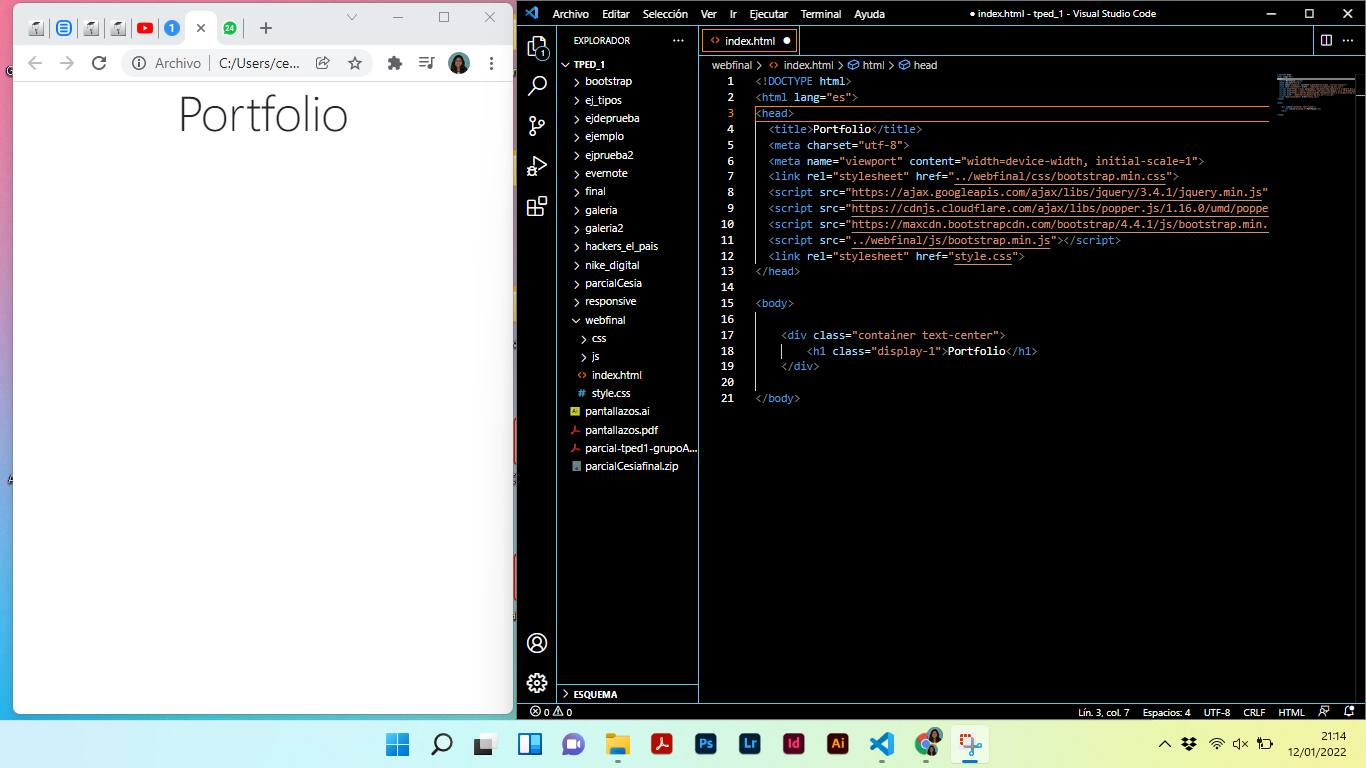 24
1
Archivo
C:/Users/ce...
Portfolio
Archivo Editar Selección Ver Ir Ejecutar Terminal Ayuda
● index.html - tped_1 - Visual Studio Code
1
EXPLORADOR
TPED_1
bootstrap
ej_tipos
ejdeprueba
ejemplo
ejprueba2
evernote
final
galeria
galeria2
hackers_el_pais
nike_digital
parcialCesia
responsive
webfinal
css
js
<> index.html
# style.css
pantallazos.ai
pantallazos.pdf
parcial-tped1-grupoA...
parcialCesiafinal.zip
ESQUEMA
<> index.html ●
webfinal > <> index.html > html > head
1 <!DOCTYPE html>
2 <html lang="es">
3 <head>
4 <title>Portfolio</title>
5 <meta charset="utf-8">
6 <meta name="viewport" content="width=device-width, initial-scale=1">
7 <link rel="stylesheet" href="../webfinal/css/bootstrap.min.css">
8 <script src="https://ajax.googleapis.com/ajax/libs/jquery/3.4.1/jquery.min.js"
9 <script src="https://cdnjs.cloudflare.com/ajax/libs/popper.js/1.16.0/umd/poppe
10 <script src="https://maxcdn.bootstrapcdn.com/bootstrap/4.4.1/js/bootstrap.min.
11 <script src="../webfinal/js/bootstrap.min.js"></script>
12 <link rel="stylesheet" href="style.css">
13 </head>
14
15 <body>
16
17 <div class="container text-center">
18 <h1 class="display-1">Portfolio</h1>
19 </div>
20
21 </body>
0 0
Lín. 3, col. 7 Espacios: 4 UTF-8 CRLF HTML
Ps Lr Id Ai
21:14
12/01/2022